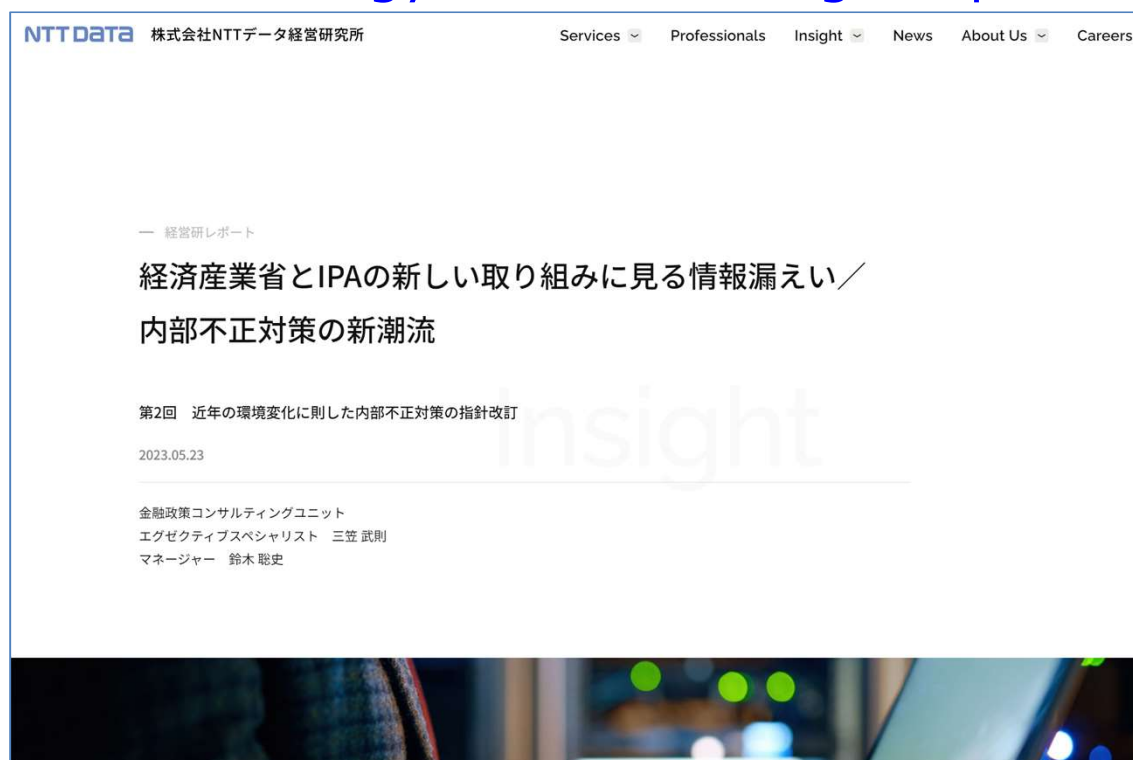 NTT DATA 株式会社NTTデータ経営研究所 Services Professionals Insight News About Us Careers
— 経営研レポート
経済産業省とIPAの新しい取り組みに見る情報漏えい／
内部不正対策の新潮流
Insight
第2回　近年の環境変化に則した内部不正対策の指針改訂
2023.05.23
金融政策コンサルティングユニット
エグゼクティブスペシャリスト　三笠 武則
マネージャー　鈴木 聡史